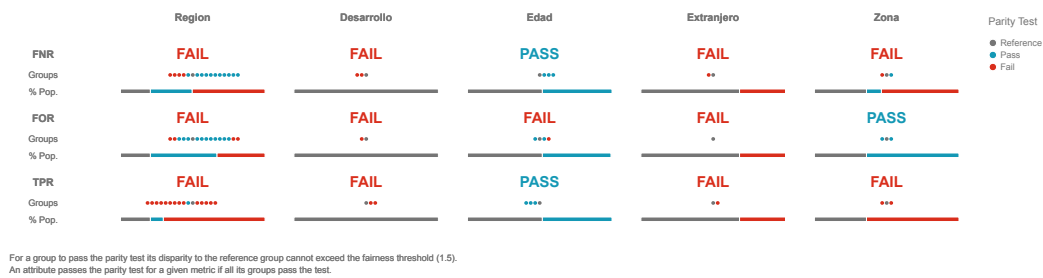 Region Desarrollo Edad Extranjero Zona
Parity Test
Reference
Pass
Fail
FNR FAIL FAIL PASS FAIL FAIL
Groups
% Pop.
FOR FAIL FAIL FAIL FAIL PASS
Groups
% Pop.
TPR FAIL FAIL PASS FAIL FAIL
Groups
% Pop.
For a group to pass the parity test its disparity to the reference group cannot exceed the fairness threshold (1.5).
An attribute passes the parity test for a given metric if all its groups pass the test.